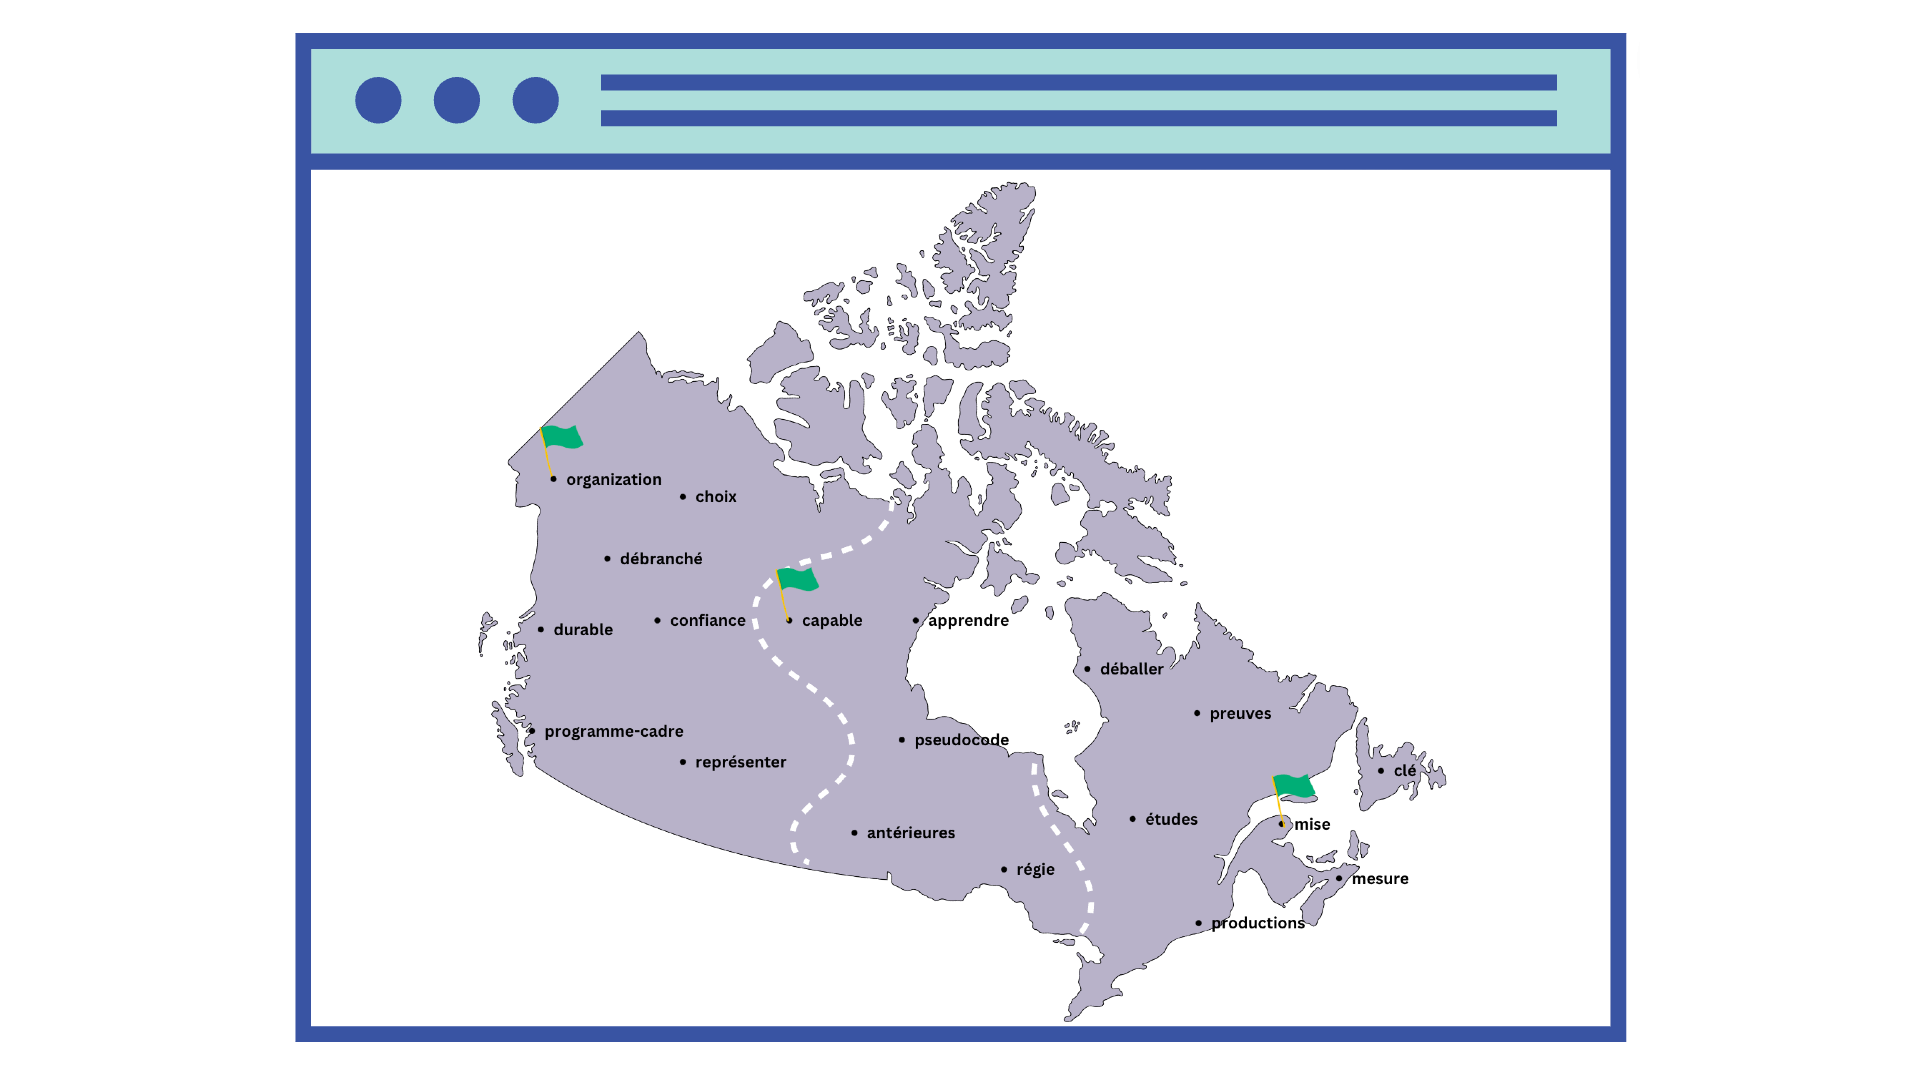 organization
choix
débranché
confiance
capable
apprendre
durable
déballer
preuves
programme-cadre
pseudocode
représenter
clé
études
mise
antérieures
régie
mesure
productions